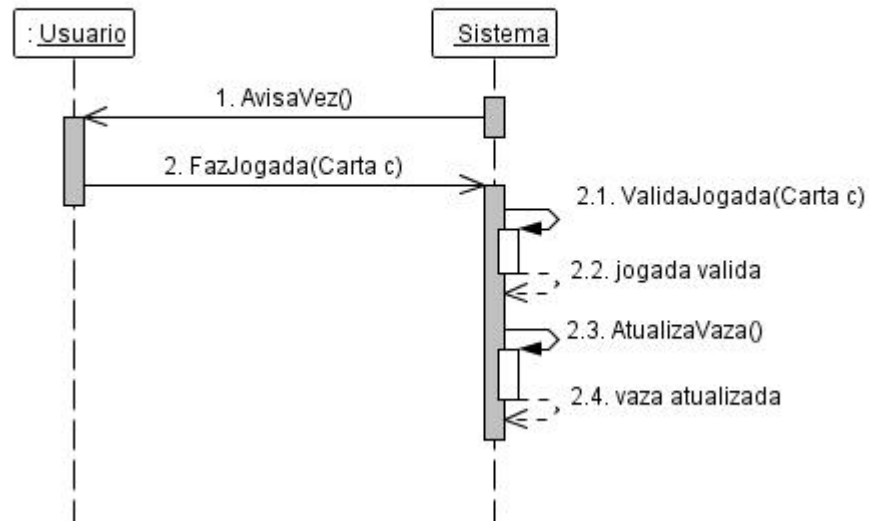 : Usuario
Sistema
1. AvisaVez()
2. FazJogada(Carta c)
2.1. ValidaJogada(Carta c)
2.2. jogada valida
2.3. AtualizaVaza()
2.4. vaza atualizada